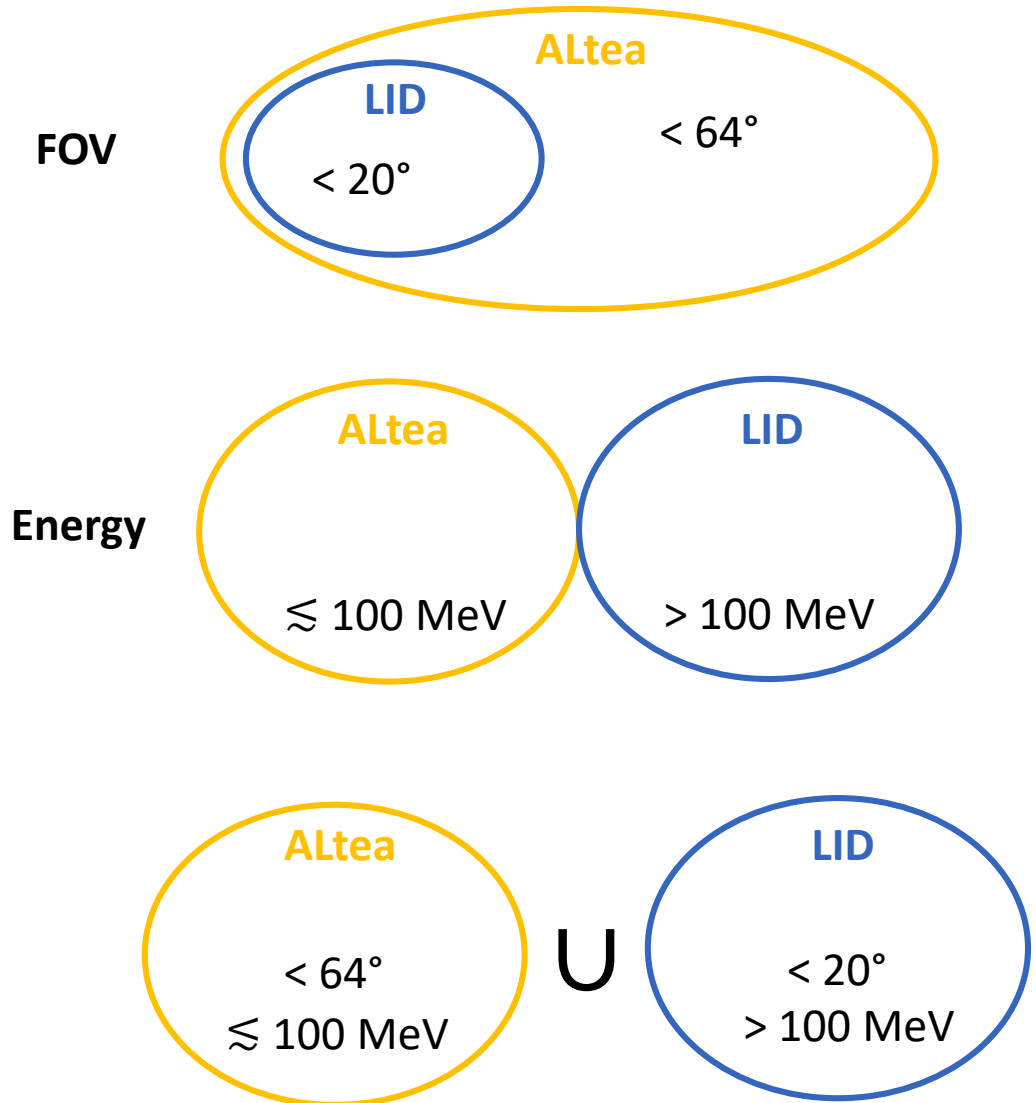 ALtea
LID
FOV
< 64°
< 20°
ALtea
LID
Energy
≲ 100 MeV
> 100 MeV
ALtea
LID
∪
< 64°
< 20°
≲ 100 MeV
> 100 MeV